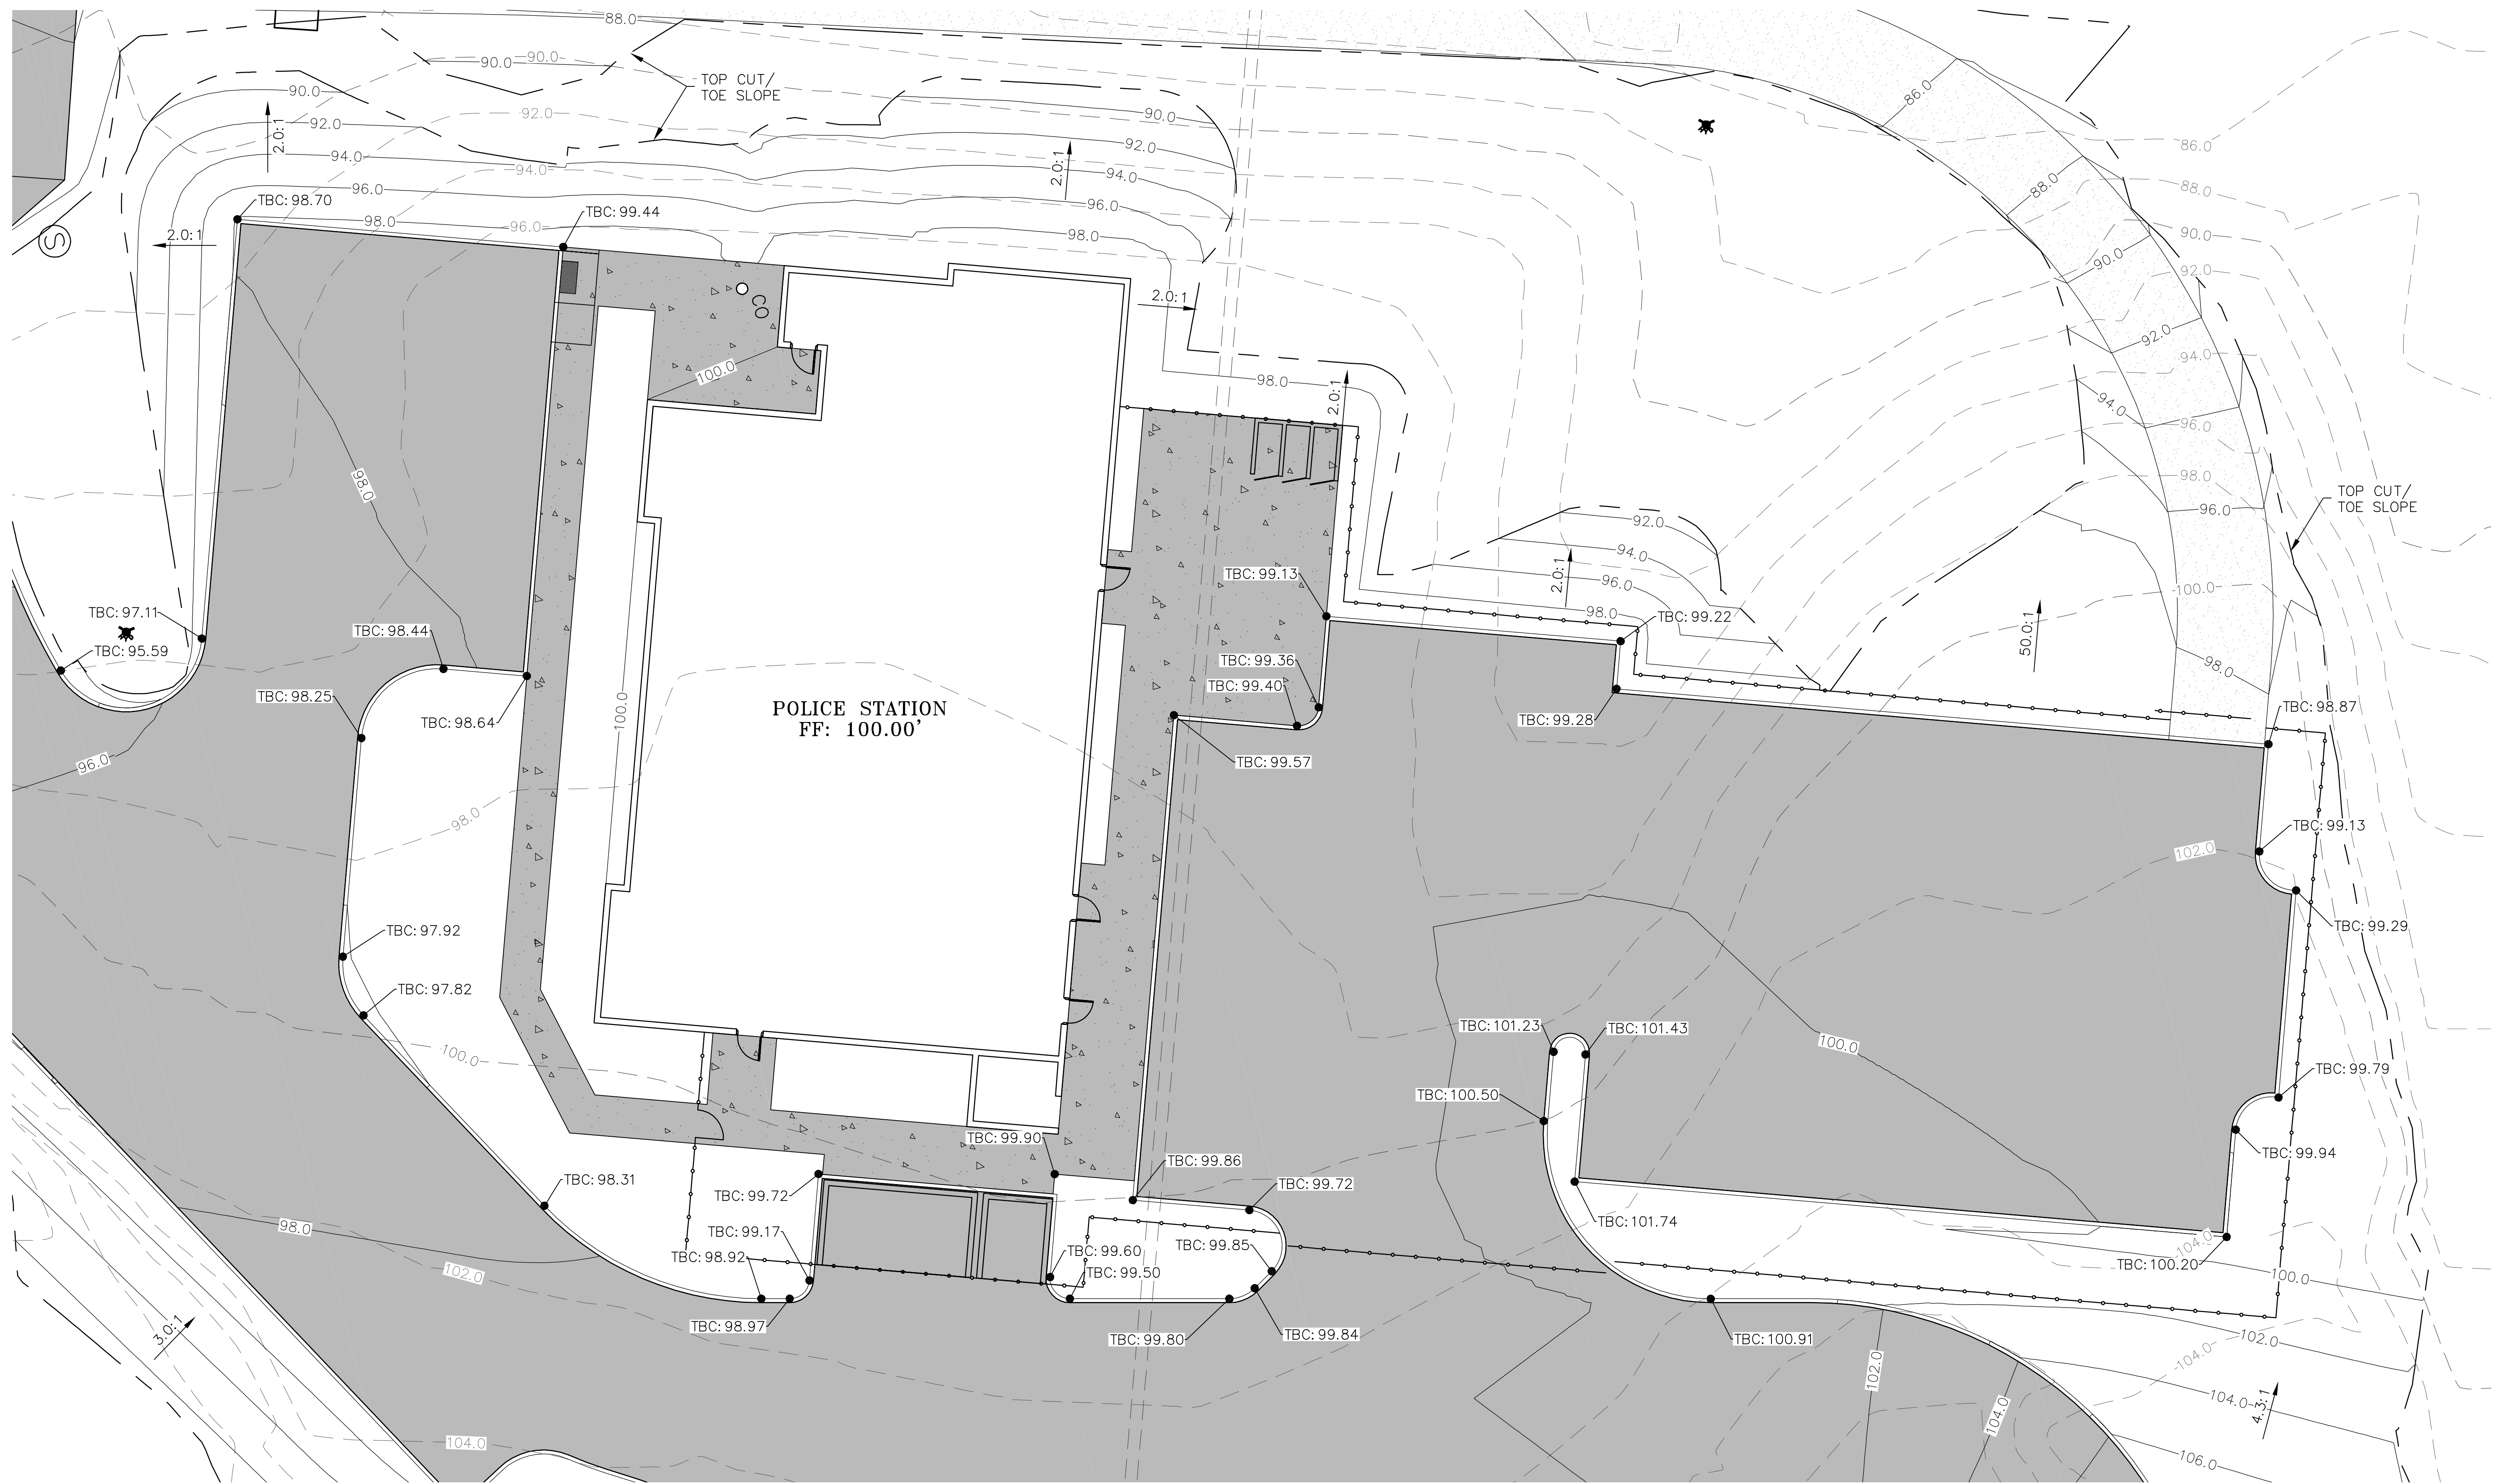 88.0
90.0
90.0
TOP CUT/
TOE SLOPE
86.0
90.0
92.0
90.0
92.0
2.0:1
92.0
86.0
94.0
94.0
2.0:1
94.0
88.0
88.0
96.0
96.0
TBC: 98.70
98.0
TBC: 99.44
96.0
98.0
90.0
S
2.0:1
90.0
92.0
2.0:1
CO
92.0
94.0
100.0
98.0
2.0:1
94.0
96.0
98.0
98.0
TOP CUT/
TOE SLOPE
92.0
96.0
94.0
TBC: 99.13
2.0:1
96.0
100.0
TBC: 97.11
98.0
TBC: 99.22
50.0:1
TBC: 98.44
TBC: 95.59
TBC: 99.36
98.0
TBC: 98.25
TBC: 99.40
100.0
POLICE STATION
FF: 100.00'
TBC: 98.64
TBC: 99.28
TBC: 98.87
96.0
TBC: 99.57
98.0
TBC: 99.13
102.0
TBC: 97.92
TBC: 99.29
TBC: 97.82
TBC: 101.23
TBC: 101.43
100.0
100.0
TBC: 99.79
TBC: 100.50
TBC: 99.90
TBC: 99.86
TBC: 99.94
TBC: 98.31
TBC: 99.72
TBC: 99.72
TBC: 101.74
98.0
TBC: 99.17
104.0
TBC: 98.92
TBC: 99.60
TBC: 99.85
TBC: 100.20
102.0
TBC: 99.50
100.0
3.0:1
TBC: 98.97
TBC: 99.80
TBC: 99.84
TBC: 100.91
102.0
104.0
102.0
104.0
4.3:1
104.0
104.0
106.0